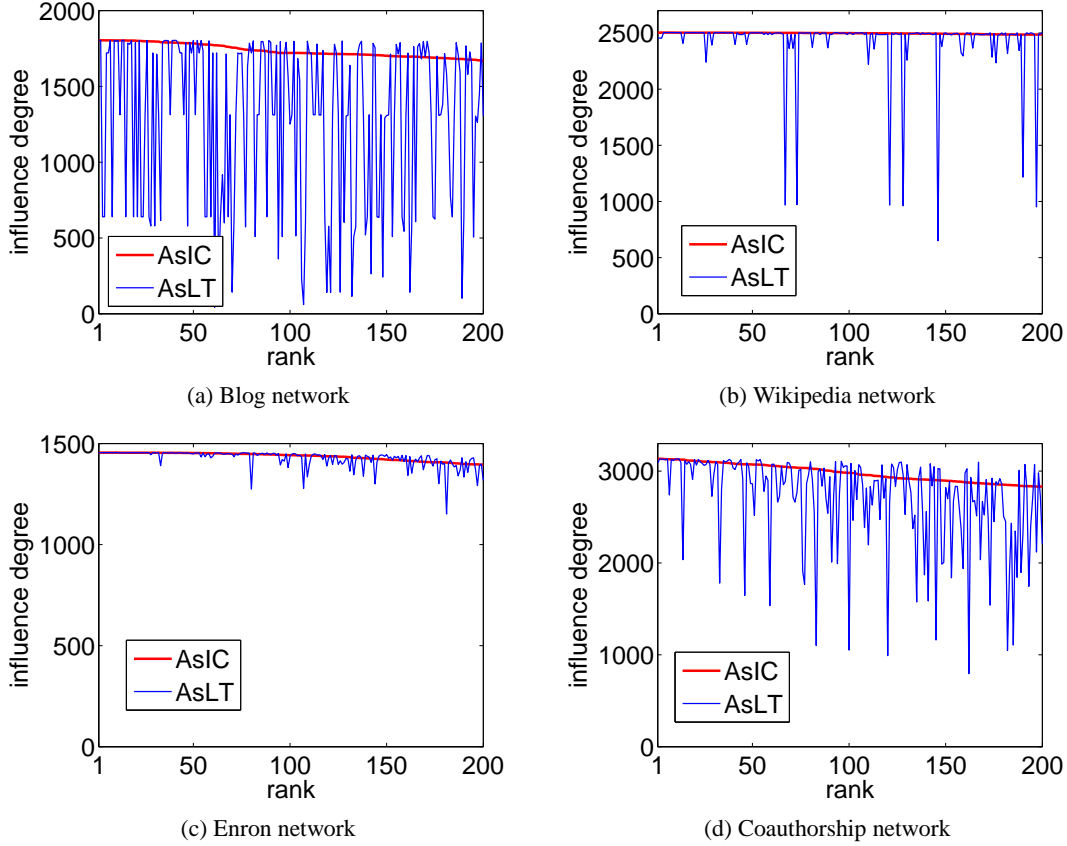 2000
1500
1000
500
0
influence degree
AsIC
AsLT
1
50
100
150
200
rank
(a) Blog network
2500
2000
1500
1000
500
0
influence degree
AsIC
AsLT
1
50
100
150
200
rank
(b) Wikipedia network
1500
1000
500
0
influence degree
AsIC
AsLT
1
50
100
150
200
rank
(c) Enron network
3000
2000
1000
0
influence degree
AsIC
AsLT
1
50
100
150
200
rank
(d) Coauthorship network